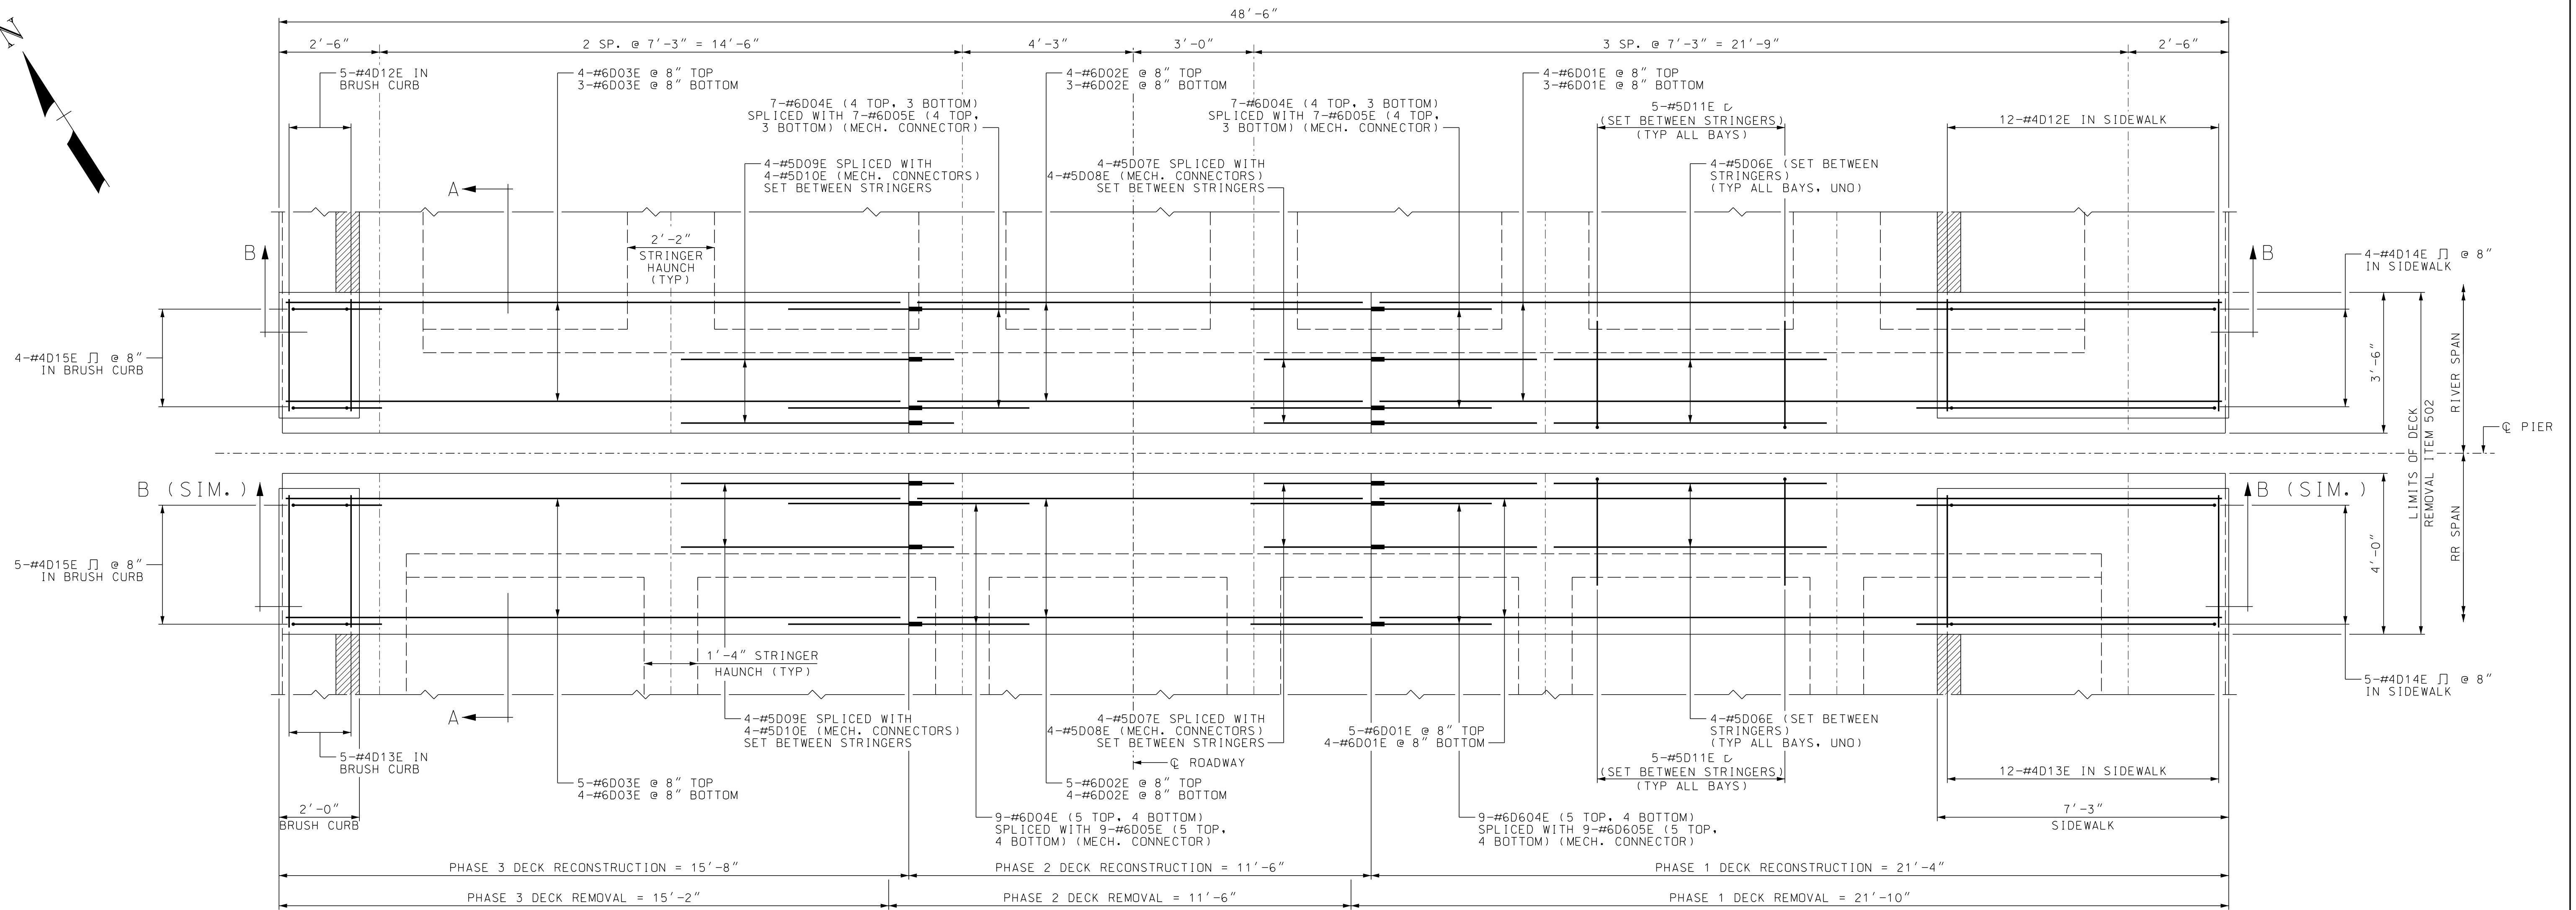 48'-6"
2'-6"
2 SP. @ 7'-3" = 14'-6"
4'-3"
3'-0"
3 SP. @ 7'-3" = 21'-9"
2'-6"
N
5-#4D12E IN
BRUSH CURB
4-#6D03E @ 8" TOP
3-#6D03E @ 8" BOTTOM
7-#6D04E (4 TOP, 3 BOTTOM)
SPLICED WITH 7-#6D05E (4 TOP,
3 BOTTOM) (MECH. CONNECTOR)
4-#6D02E @ 8" TOP
3-#6D02E @ 8" BOTTOM
7-#6D04E (4 TOP, 3 BOTTOM)
SPLICED WITH 7-#6D05E (4 TOP,
3 BOTTOM) (MECH. CONNECTOR)
4-#6D01E @ 8" TOP
3-#6D01E @ 8" BOTTOM
5-#5D11E
(SET BETWEEN STRINGERS)
(TYP ALL BAYS)
12-#4D12E IN SIDEWALK
4-#5D09E SPLICED WITH
4-#5D10E (MECH. CONNECTORS)
SET BETWEEN STRINGERS
4-#5D07E SPLICED WITH
4-#5D08E (MECH. CONNECTORS)
SET BETWEEN STRINGERS
4-#5D06E (SET BETWEEN
STRINGERS)
(TYP ALL BAYS, UNO)
A
B
2'-2"
STRINGER
HAUNCH
(TYP)
B
4-#4D14E @ 8"
IN SIDEWALK
4-#4D15E @ 8"
IN BRUSH CURB
3'-6"
RIVER SPAN
LIMITS OF DECK
REMOVAL ITEM 502
℄ PIER
B (SIM.)
B (SIM.)
4'-0"
RR SPAN
5-#4D15E @ 8"
IN BRUSH CURB
1'-4" STRINGER
HAUNCH (TYP)
5-#4D14E @ 8"
IN SIDEWALK
A
4-#5D09E SPLICED WITH
4-#5D10E (MECH. CONNECTORS)
SET BETWEEN STRINGERS
4-#5D07E SPLICED WITH
4-#5D08E (MECH. CONNECTORS)
SET BETWEEN STRINGERS
5-#6D01E @ 8" TOP
4-#6D01E @ 8" BOTTOM
4-#5D06E (SET BETWEEN
STRINGERS)
(TYP ALL BAYS, UNO)
5-#4D13E IN
BRUSH CURB
℄ ROADWAY
5-#5D11E
(SET BETWEEN STRINGERS)
(TYP ALL BAYS)
12-#4D13E IN SIDEWALK
5-#6D03E @ 8" TOP
4-#6D03E @ 8" BOTTOM
5-#6D02E @ 8" TOP
4-#6D02E @ 8" BOTTOM
2'-0"
BRUSH CURB
9-#6D04E (5 TOP, 4 BOTTOM)
SPLICED WITH 9-#6D05E (5 TOP,
4 BOTTOM) (MECH. CONNECTOR)
9-#6D604E (5 TOP, 4 BOTTOM)
SPLICED WITH 9-#6D605E (5 TOP,
4 BOTTOM) (MECH. CONNECTOR)
7'-3"
SIDEWALK
PHASE 3 DECK RECONSTRUCTION = 15'-8"
PHASE 2 DECK RECONSTRUCTION = 11'-6"
PHASE 1 DECK RECONSTRUCTION = 21'-4"
PHASE 3 DECK REMOVAL = 15'-2"
PHASE 2 DECK REMOVAL = 11'-6"
PHASE 1 DECK REMOVAL = 21'-10"